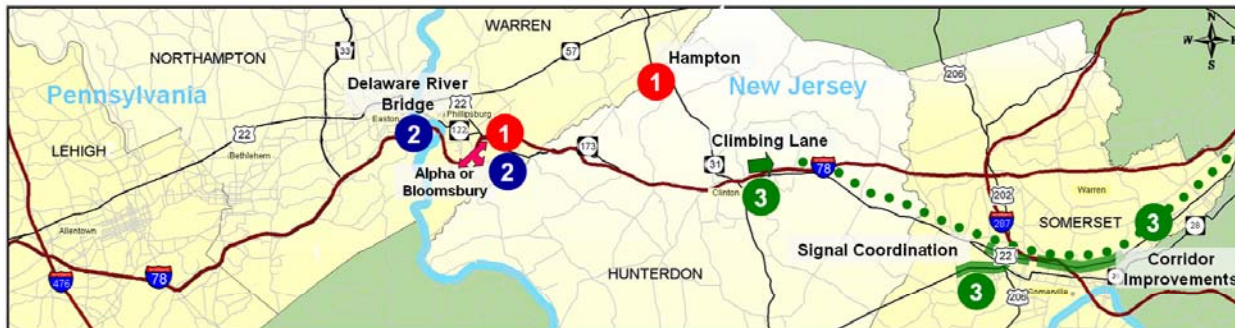 WARREN
NORTHAMPTON
33
57
Hampton
1
206
N
W E
S
Pennsylvania
Delaware River
Bridge
22
Phillipsburg
Easton
122
2
1
New Jersey
22
LEHIGH
Bethlehem
Alpha or
Bloomsbury
2
173
Climbing Lane
31
78
Clinton
3
202
Warren
287
SOMERSET
3
28
Allentown
476
78
HUNTERDON
Signal Coordination
22
3
206
Somerville
Corridor
Improvements